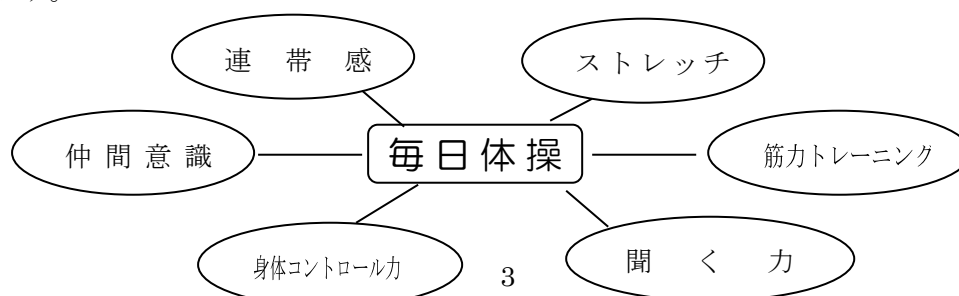 す。
連帯感
ストレッチ
仲間意識
毎日体操
筋力トレーニング
身体コントロール力
聞く力
3